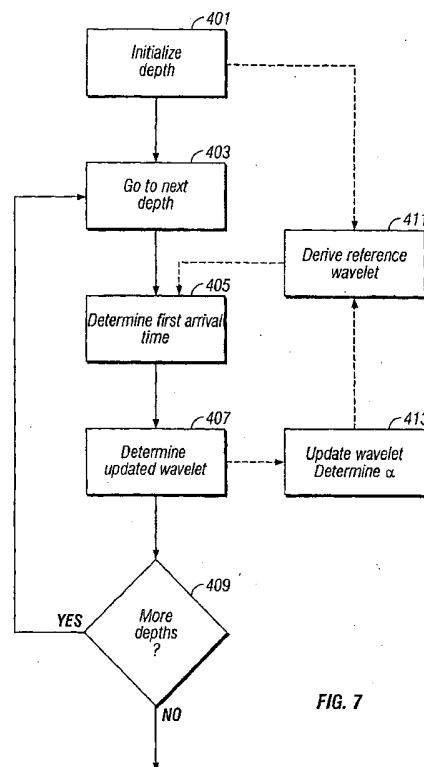 401
Initialize
depth
403
Go to next
depth
411
Derive reference
wavelet
405
Determine first arrival
time
407
Determine
updated wavelet
413
Update wavelet
Determine α
409
More
depths
?
YES
NO
FIG. 7